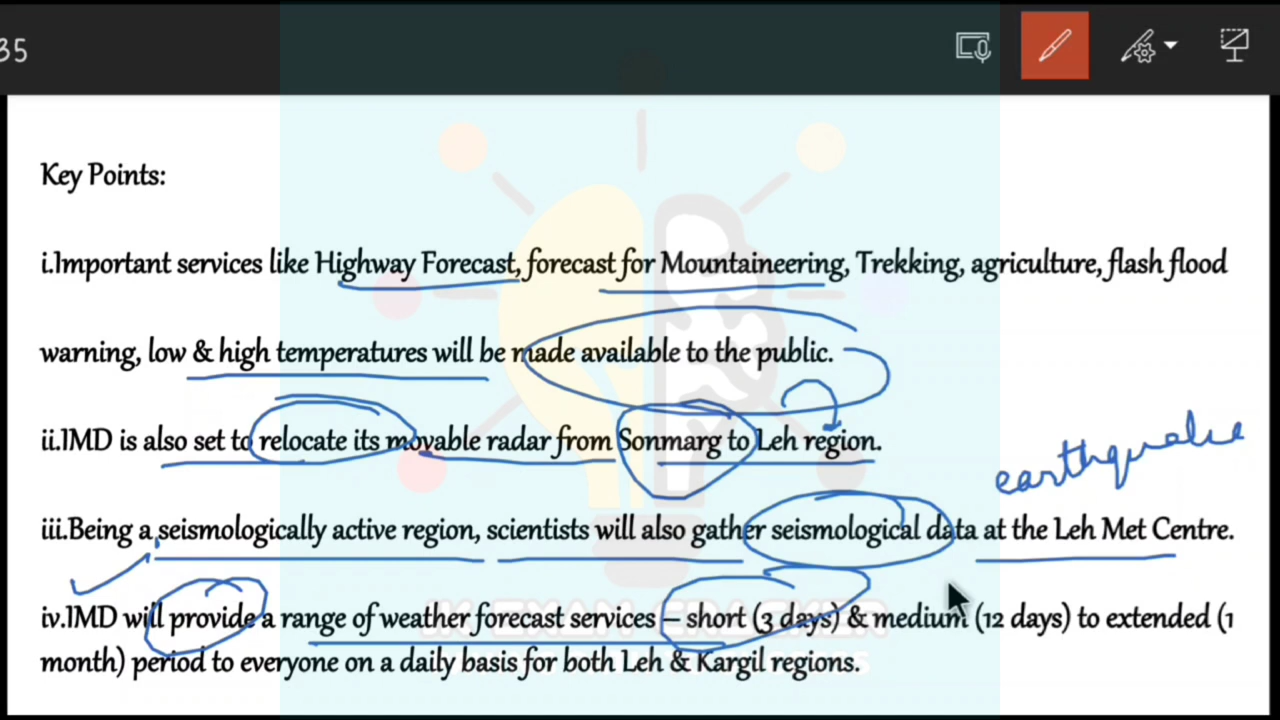 35
Key Points:
i.Important services like Highway Forecast, forecast for Mountaineering, Trekking, agriculture, flash flood
warning, low & high temperatures will be made available to the public.
ii.IMD is also set to relocate its movable radar from Sonmarg to Leh region.
earthquake
iii.Being a seismologically active region, scientists will also gather seismological data at the Leh Met Centre.
iv.IMD will provide a range of weather forecast services – short (3 days) & medium (12 days) to extended (1
month) period to everyone on a daily basis for both Leh & Kargil regions.
JK EXAM CRACKER